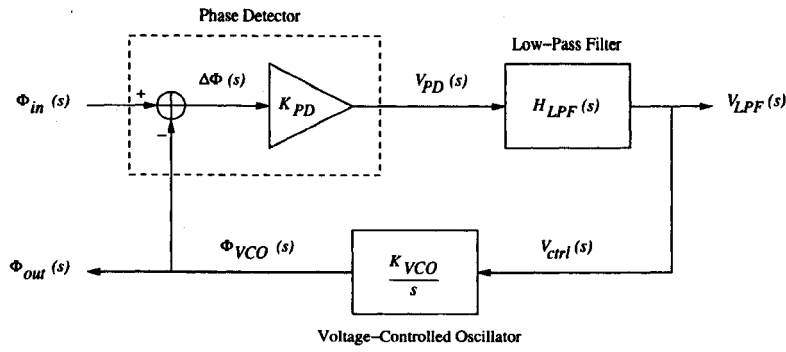 Phase Detector
Low-Pass Filter
Φin (s)
+
−
ΔΦ (s)
KPD
VPD (s)
HLPF (s)
VLPF (s)
Φout (s)
ΦVCO (s)
KVCO
s
Vctrl (s)
Voltage-Controlled Oscillator